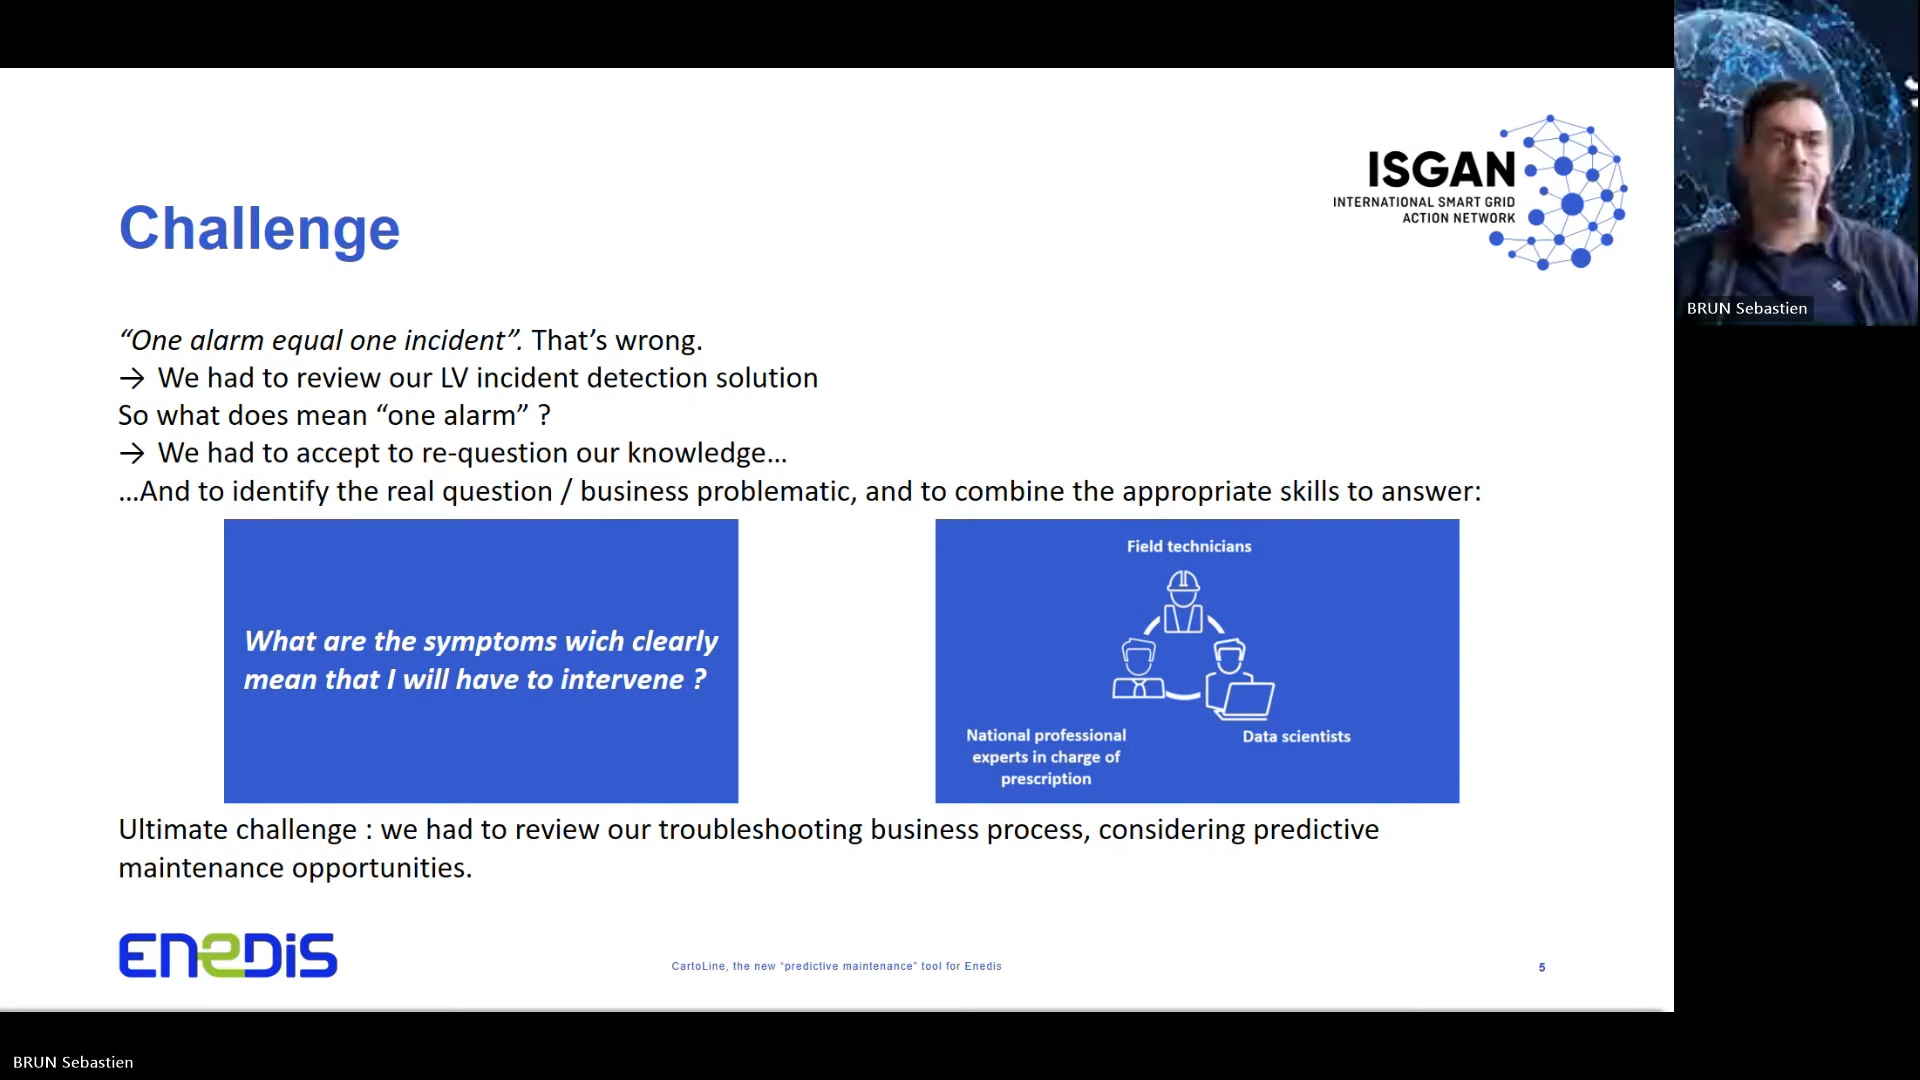 ISGAN
INTERNATIONAL SMART GRID
ACTION NETWORK
Challenge
“One alarm equal one incident”. That’s wrong.
→ We had to review our LV incident detection solution
So what does mean “one alarm” ?
→ We had to accept to re-question our knowledge…
…And to identify the real question / business problematic, and to combine the appropriate skills to answer:
What are the symptoms wich clearly
mean that I will have to intervene ?
Field technicians
National professional
experts in charge of
prescription
Data scientists
Ultimate challenge : we had to review our troubleshooting business process, considering predictive
maintenance opportunities.
ENEDIS
CartoLine, the new “predictive maintenance” tool for Enedis
5
BRUN Sebastien
BRUN Sebastien